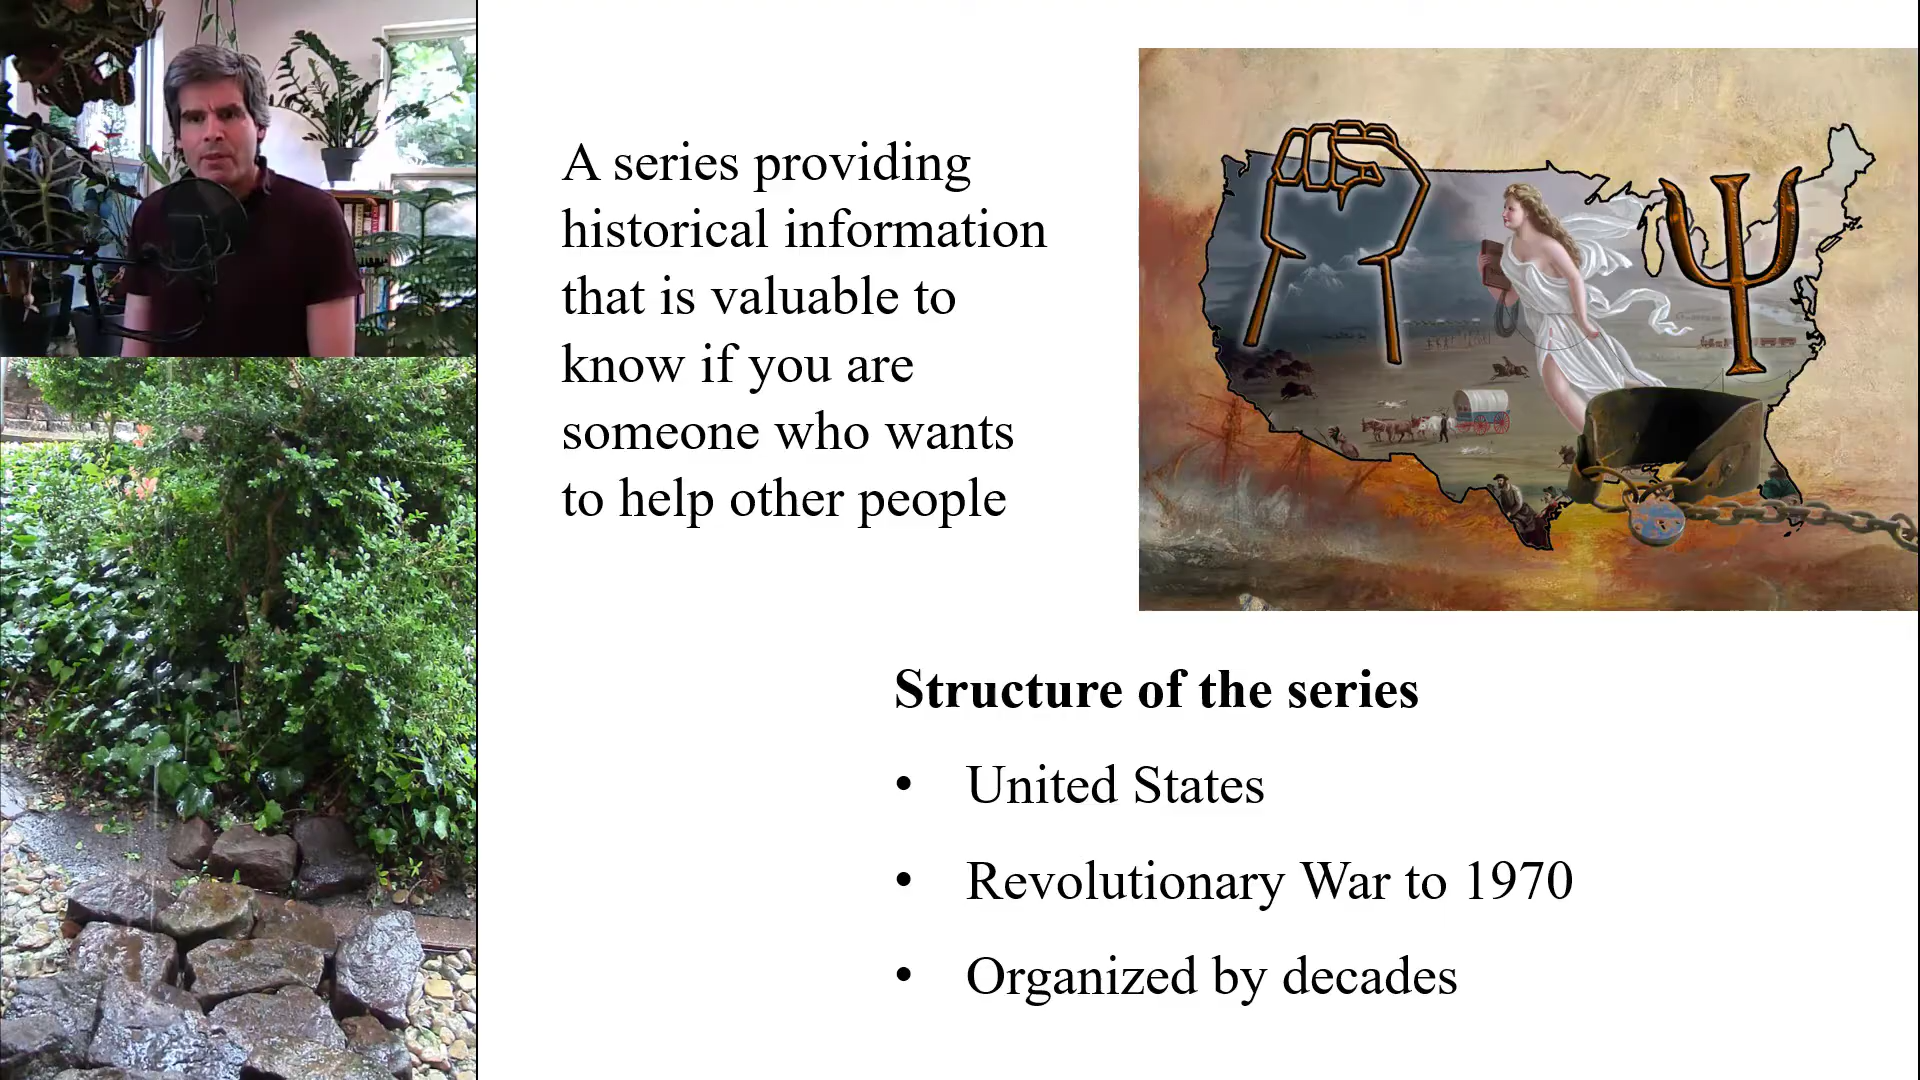 A series providing
historical information
that is valuable to
know if you are
someone who wants
to help other people
Ψ
Structure of the series
• United States
• Revolutionary War to 1970
• Organized by decades